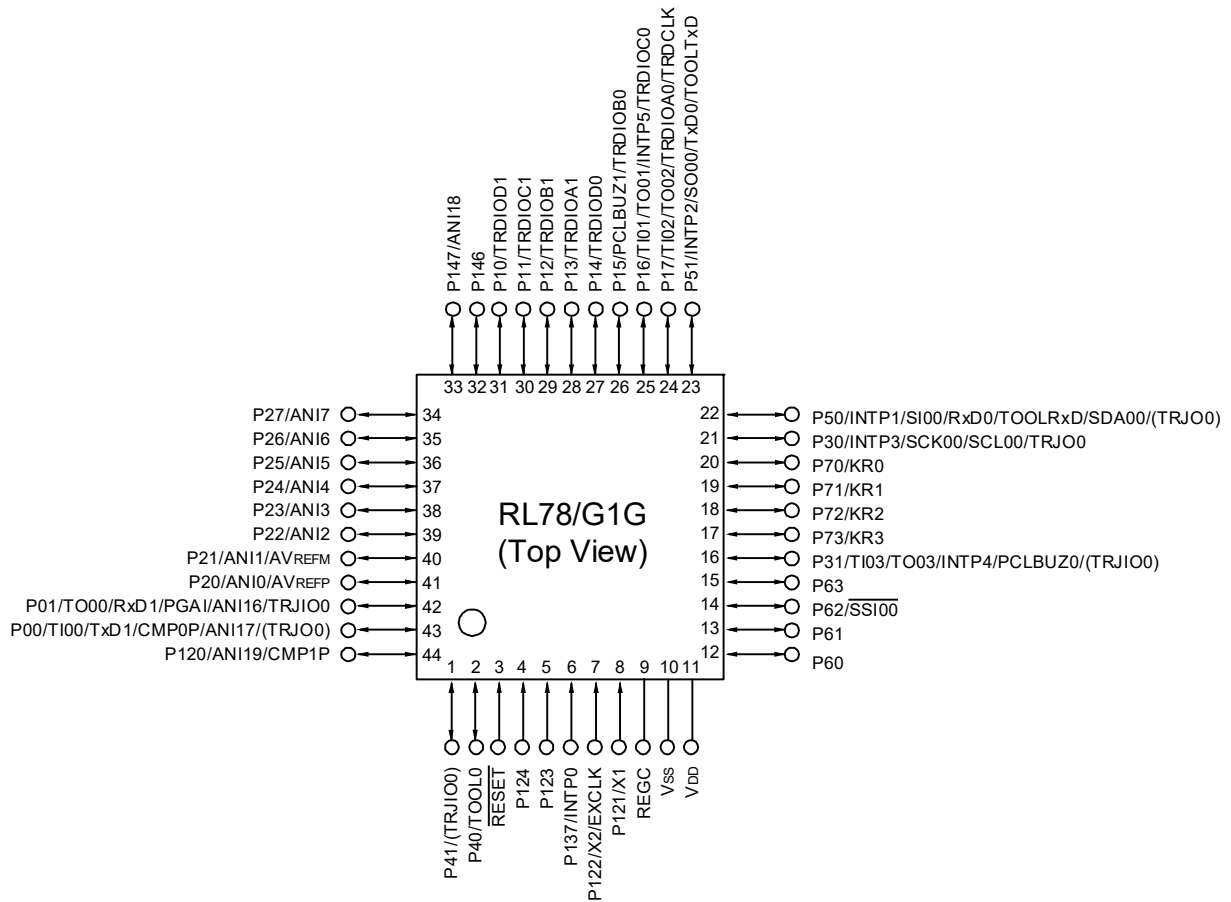 P147/ANI18
P146
P10/TRDIOD1
P11/TRDIOC1
P12/TRDIOB1
P13/TRDIOA1
P14/TRDIOD0
P15/PCLBUZ1/TRDIOB0
P16/TI01/TO01/INTP5/TRDIOC0
P17/TI02/TO02/TRDIOA0/TRDCLK
P51/INTP2/SO00/TxD0/TOOLTxD
33 32 31 30 29 28 27 26 25 24 23
P27/ANI7 34
P26/ANI6 35
P25/ANI5 36
P24/ANI4 37
P23/ANI3 38
P22/ANI2 39
P21/ANI1/AVREFM 40
P20/ANI0/AVREFP 41
P01/TO00/RxD1/PGAI/ANI16/TRJIO0 42
P00/TI00/TxD1/CMP0P/ANI17/(TRJO0) 43
P120/ANI19/CMP1P 44
RL78/G1G
(Top View)
22 P50/INTP1/SI00/RxD0/TOOLRxD/SDA00/(TRJO0)
21 P30/INTP3/SCK00/SCL00/TRJO0
20 P70/KR0
19 P71/KR1
18 P72/KR2
17 P73/KR3
16 P31/TI03/TO03/INTP4/PCLBUZ0/(TRJIO0)
15 P63
14 P62/SSI00
13 P61
12 P60
1 2 3 4 5 6 7 8 9 10 11
P41/(TRJIO0)
P40/TOOL0
RESET
P124
P123
P137/INTP0
P122/X2/EXCLK
P121/X1
REGC
VSS
VDD